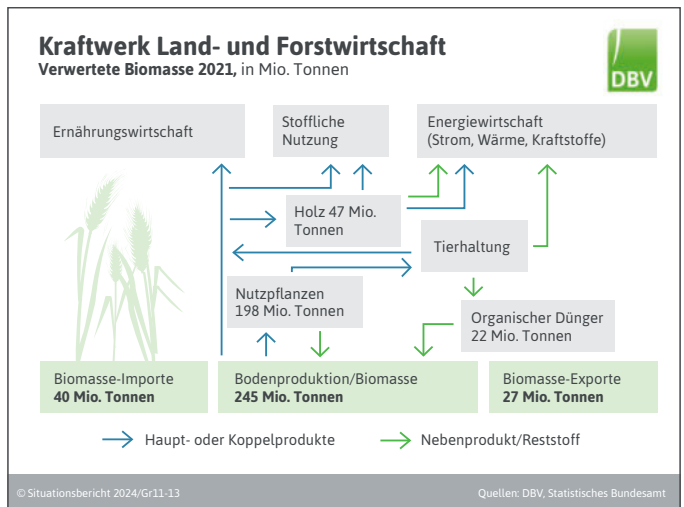 Kraftwerk Land- und Forstwirtschaft
Verwertete Biomasse 2021, in Mio. Tonnen
DBV
Ernährungswirtschaft
Stoffliche
Nutzung
Energiewirtschaft
(Strom, Wärme, Kraftstoffe)
Holz 47 Mio.
Tonnen
Tierhaltung
Nutzpflanzen
198 Mio. Tonnen
Organischer Dünger
22 Mio. Tonnen
Biomasse-Importe
40 Mio. Tonnen
Bodenproduktion/Biomasse
245 Mio. Tonnen
Biomasse-Exporte
27 Mio. Tonnen
Haupt- oder Koppelprodukte
Nebenprodukt/Reststoff
© Situationsbericht 2024/Gr11-13
Quellen: DBV, Statistisches Bundesamt